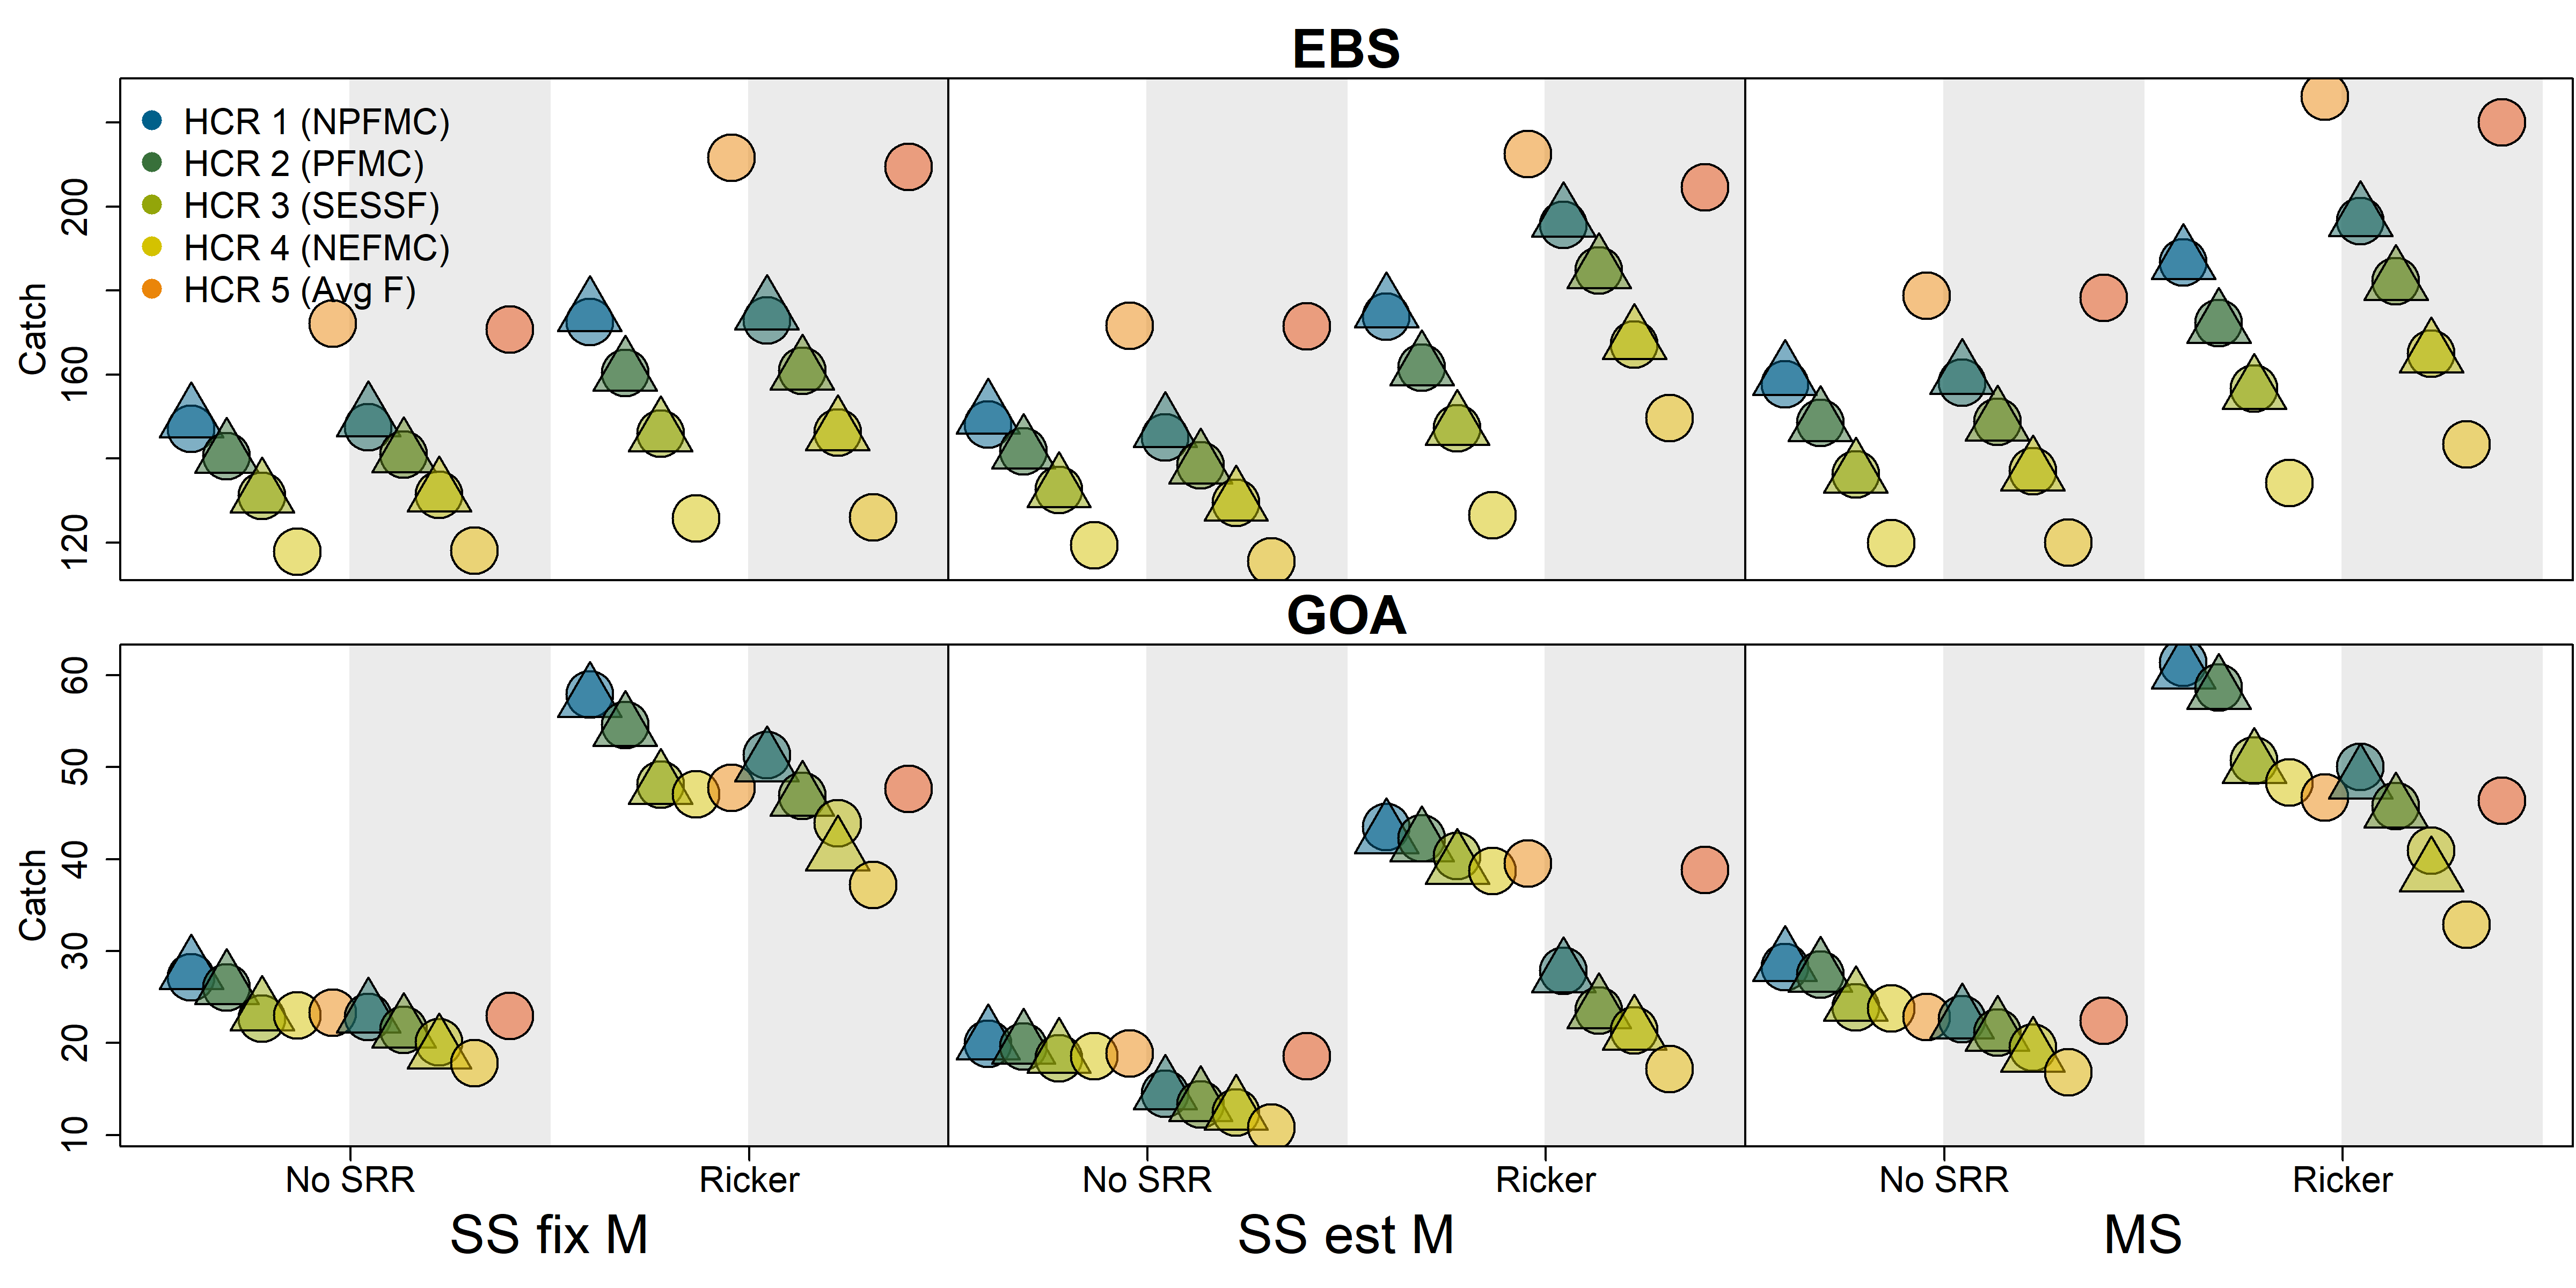 EBS
HCR 1 (NPFMC)
HCR 2 (PFMC)
HCR 3 (SESSF)
HCR 4 (NEFMC)
HCR 5 (Avg F)
Catch
200
160
120
GOA
Catch
60
50
40
30
20
10
No SRR Ricker No SRR Ricker No SRR Ricker
SS fix M SS est M MS